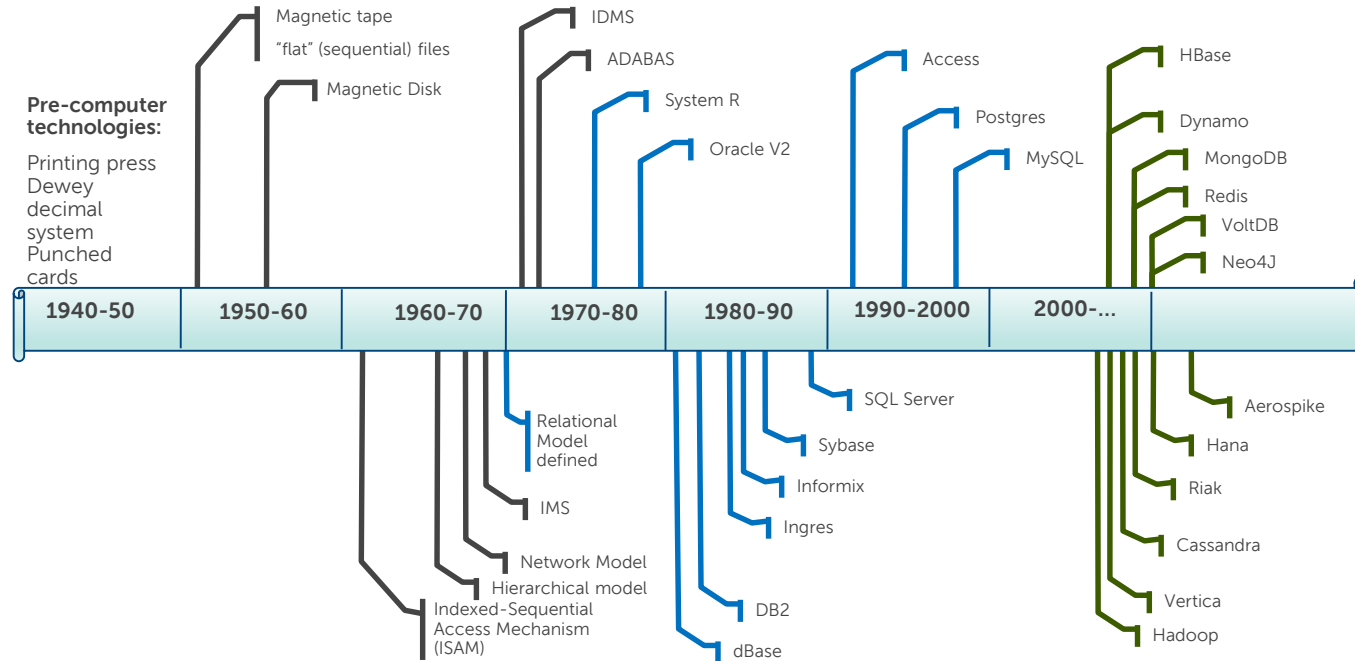 Magnetic tape
“flat” (sequential) files
Magnetic Disk
IDMS
ADABAS
System R
Oracle V2
Access
Postgres
MySQL
HBase
Dynamo
MongoDB
Redis
VoltDB
Neo4J
Pre-computer
technologies:
Printing press
Dewey
decimal
system
Punched
cards
1940-50
1950-60
1960-70
1970-80
1980-90
1990-2000
2000-...
Relational
Model
defined
IMS
Network Model
Hierarchical model
Indexed-Sequential
Access Mechanism
(ISAM)
SQL Server
Sybase
Informix
Ingres
DB2
dBase
Aerospike
Hana
Riak
Cassandra
Vertica
Hadoop